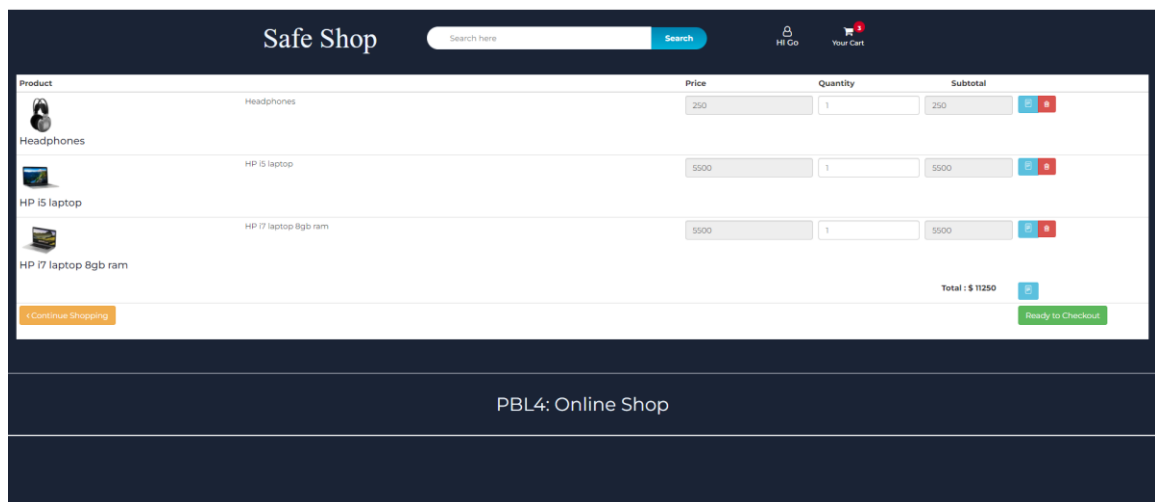 Safe Shop
Search here
Search
HI Go
3
Your Cart
Product Price Quantity Subtotal
Headphones 250 1 250
Headphones
HP i5 laptop 5500 1 5500
HP i5 laptop
HP i7 laptop 8gb ram 5500 1 5500
HP i7 laptop 8gb ram
Total : $ 11250
‹ Continue Shopping Ready to Checkout
PBL4: Online Shop